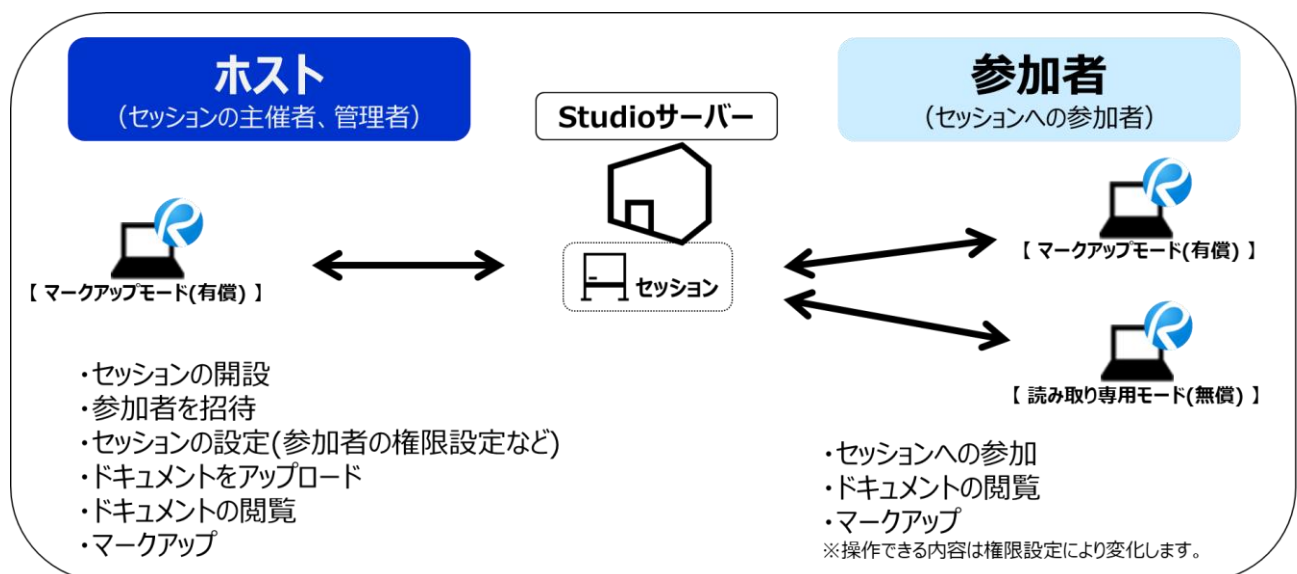 ホスト
(セッションの主催者、管理者)
【 マークアップモード(有償) 】
・セッションの開設
・参加者を招待
・セッションの設定(参加者の権限設定など)
・ドキュメントをアップロード
・ドキュメントの閲覧
・マークアップ
Studioサーバー
セッション
参加者
(セッションへの参加者)
【 マークアップモード(有償) 】
【 読み取り専用モード(無償) 】
・セッションへの参加
・ドキュメントの閲覧
・マークアップ
※操作できる内容は権限設定により変化します。